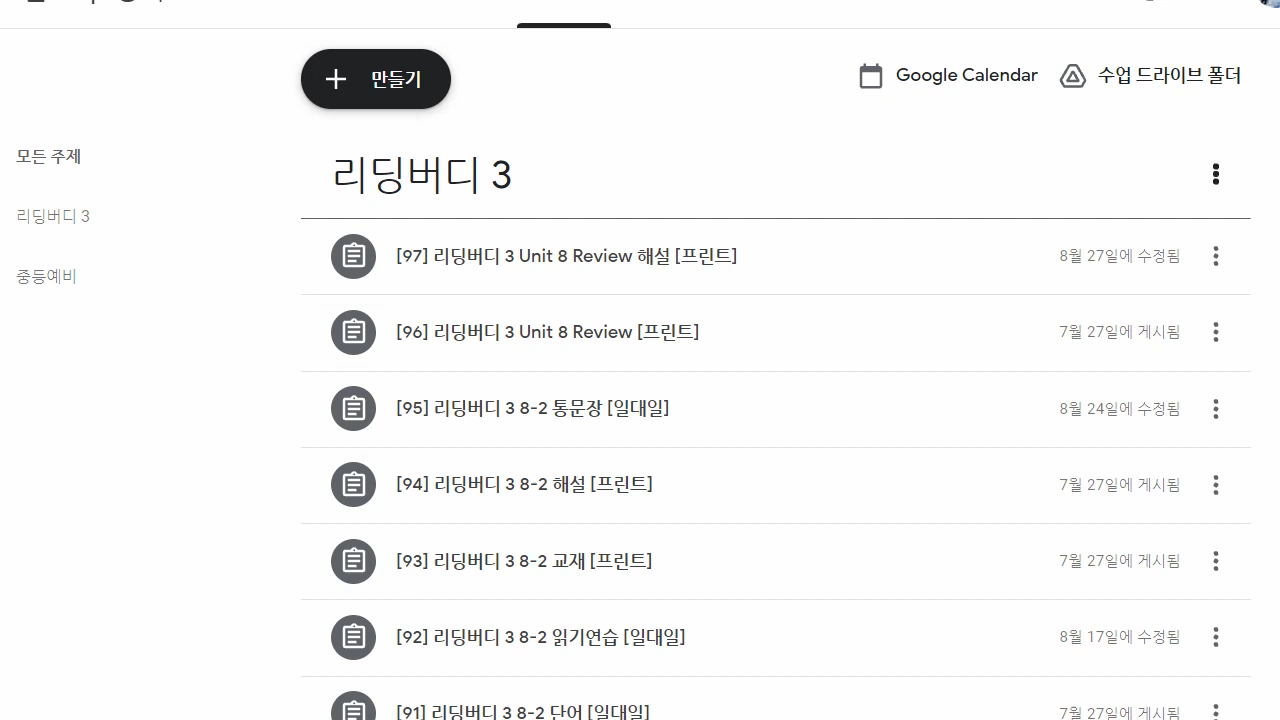 만들기
Google Calendar
수업 드라이브 폴더
모든 주제
리딩버디 3
중등예비
리딩버디 3
[97] 리딩버디 3 Unit 8 Review 해설 [프린트]
8월 27일에 수정됨
[96] 리딩버디 3 Unit 8 Review [프린트]
7월 27일에 게시됨
[95] 리딩버디 3 8-2 통문장 [일대일]
8월 24일에 수정됨
[94] 리딩버디 3 8-2 해설 [프린트]
7월 27일에 게시됨
[93] 리딩버디 3 8-2 교재 [프린트]
7월 27일에 게시됨
[92] 리딩버디 3 8-2 읽기연습 [일대일]
8월 17일에 수정됨
[91] 리딩버디 3 8-2 단어 [일대일]
7월 27일에 게시됨